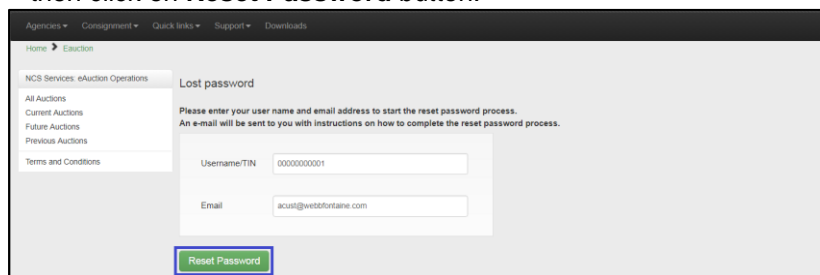 then click on Reset Password button.
Agencies Consignment Quick links Support Downloads
Home > Eauction
NCS Services: eAuction Operations
All Auctions
Current Auctions
Future Auctions
Previous Auctions
Terms and Conditions
Lost password
Please enter your user name and email address to start the reset password process.
An e-mail will be sent to you with instructions on how to complete the reset password process.
Username/TIN 00000000001
Email acust@webbfontaine.com
Reset Password